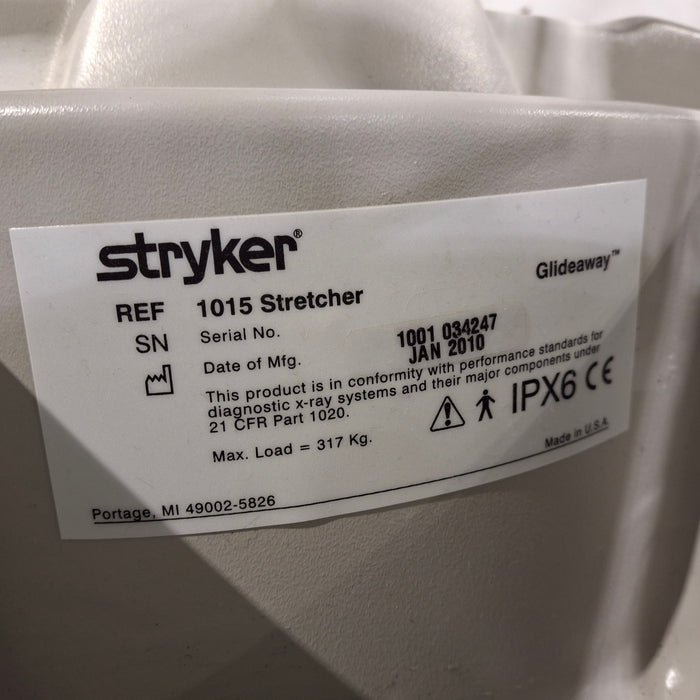 stryker®
Glideaway™
REF 1015 Stretcher
SN Serial No. 1001 034247
Date of Mfg. JAN 2010
This product is in conformity with performance standards for
diagnostic x-ray systems and their major components under
21 CFR Part 1020.
IPX6 CE
Max. Load = 317 Kg.
Made in U.S.A.
Portage, MI 49002-5826